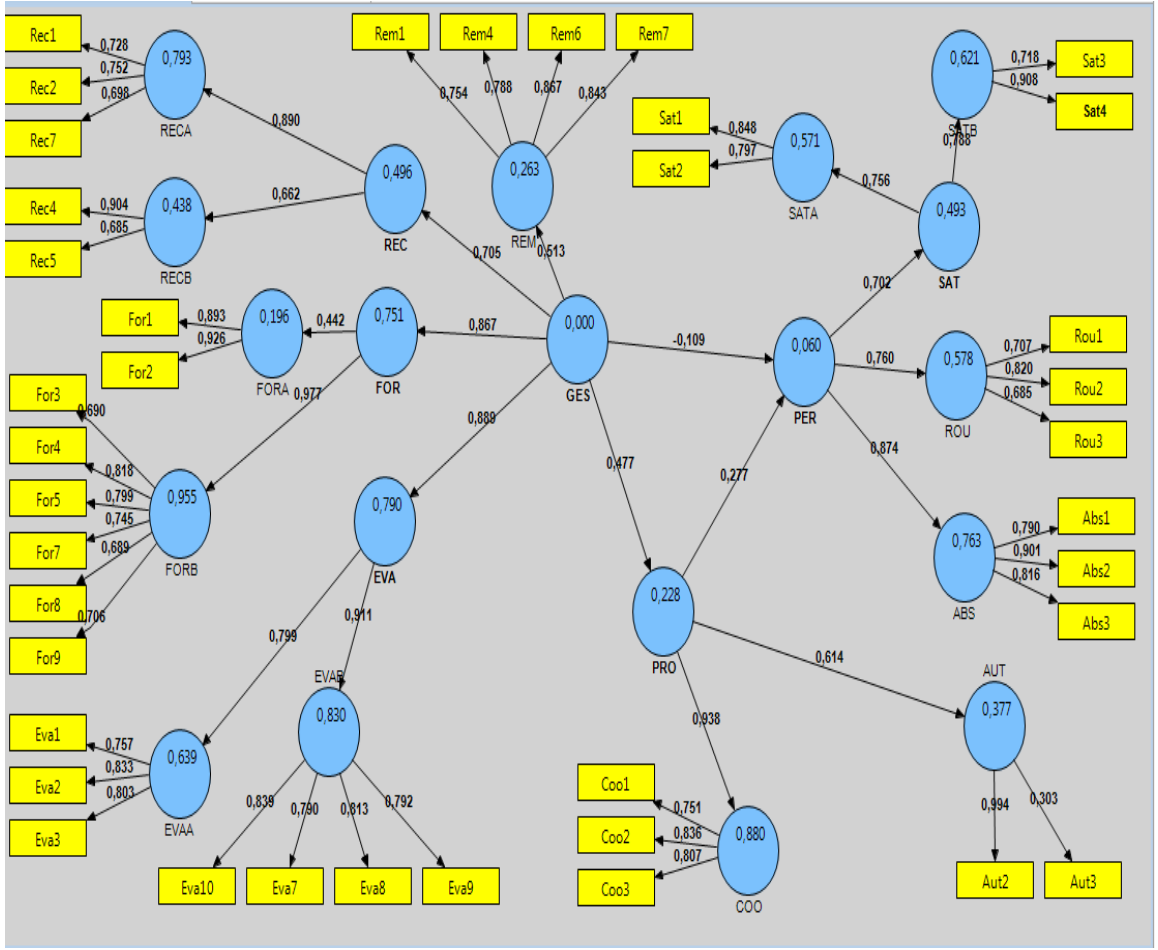 Rec1
0,728
Rec2
0,752
Rec7
0,698
0,793
RECA
0,890
Rem1
Rem4
Rem6
Rem7
0,754
0,788
0,867
0,843
0,263
REM
0,513
Sat1
0,848
Sat2
0,797
0,571
SATA
0,756
0,621
SATB
0,718
Sat3
0,908
Sat4
0,788
0,493
SAT
0,702
Rec4
0,904
Rec5
0,685
0,438
RECB
0,662
0,496
REC
0,705
For1
0,893
For2
0,926
0,196
FORA
0,442
0,751
FOR
0,867
0,977
0,000
GES
-0,109
0,060
PER
0,760
0,578
ROU
0,707
Rou1
0,820
Rou2
0,685
Rou3
0,874
For3
0,690
For4
0,818
For5
0,799
For7
0,745
For8
0,689
For9
0,706
0,955
FORB
0,889
0,790
EVA
0,477
0,277
0,763
ABS
0,790
Abs1
0,901
Abs2
0,816
Abs3
0,799
0,911
0,228
PRO
0,614
0,938
AUT
0,377
0,994
0,303
Aut2
Aut3
Eva1
0,757
Eva2
0,833
Eva3
0,803
0,639
EVAA
EVAB
0,830
0,839
0,790
0,813
0,792
Eva10
Eva7
Eva8
Eva9
Coo1
0,751
Coo2
0,836
Coo3
0,807
0,880
COO